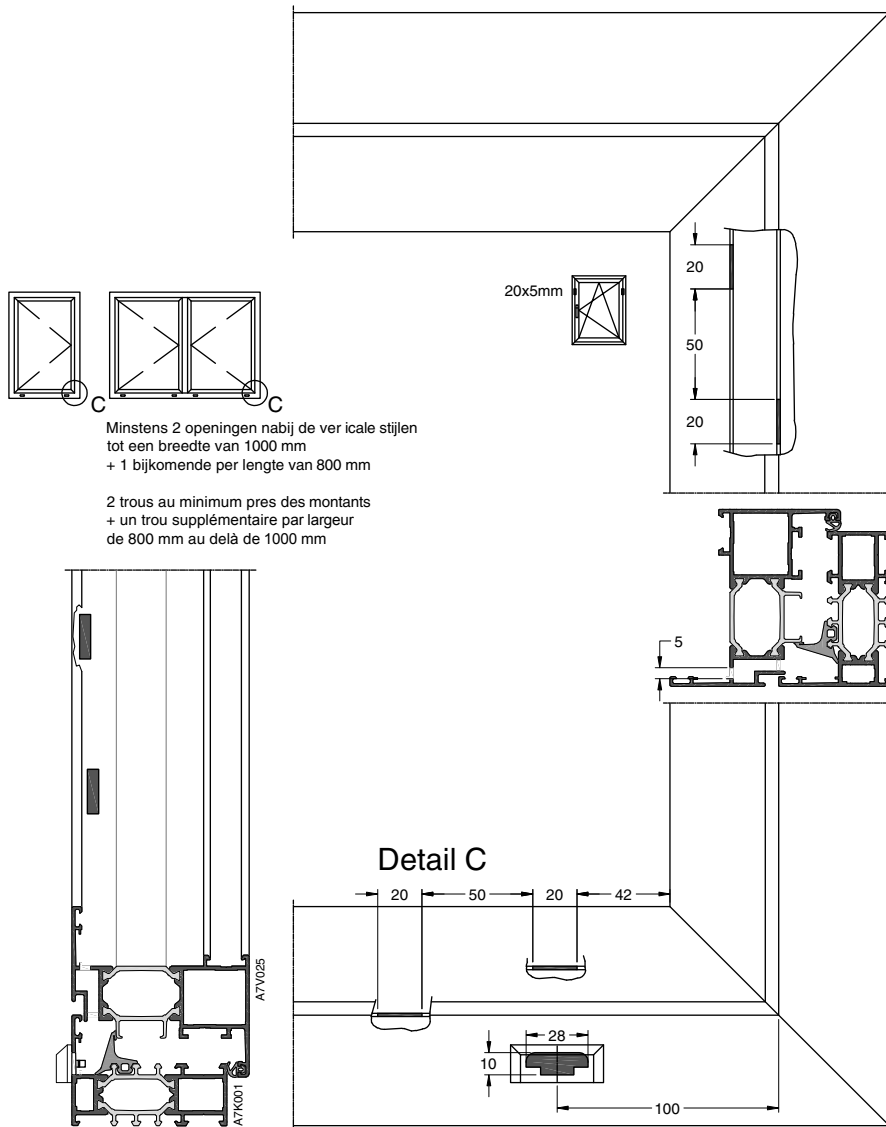 20
20x5mm
50
C
C
20
Minstens 2 openingen nabij de ver icale stijlen
tot een breedte van 1000 mm
+ 1 bijkomende per lengte van 800 mm
2 trous au minimum pres des montants
+ un trou supplémentaire par largeur
de 800 mm au delà de 1000 mm
5
Detail C
20
50
20
42
A7V025
28
10
A7K001
100